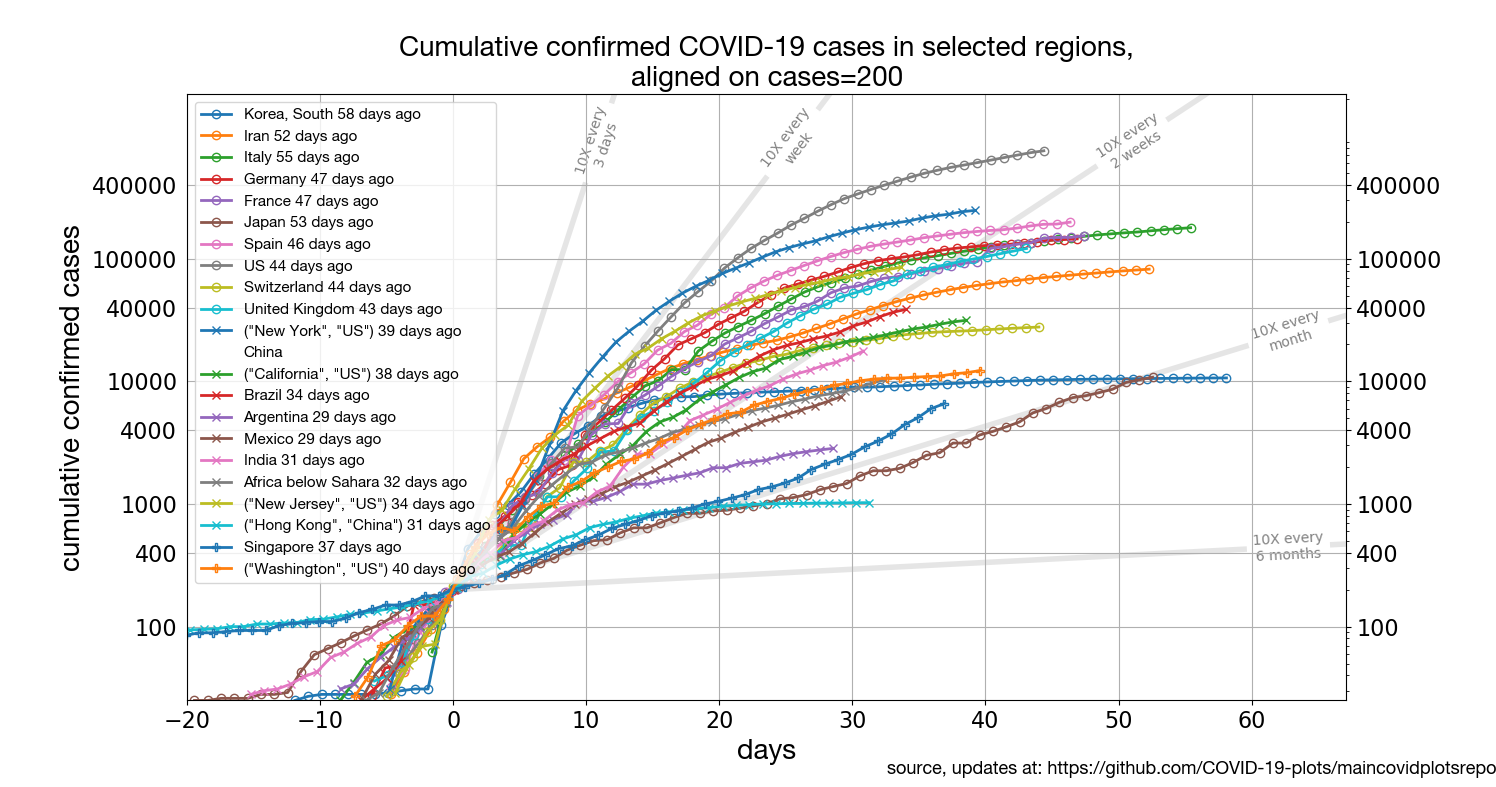 Cumulative confirmed COVID-19 cases in selected regions,
aligned on cases=200
Korea, South 58 days ago
Iran 52 days ago
Italy 55 days ago
Germany 47 days ago
France 47 days ago
Japan 53 days ago
Spain 46 days ago
US 44 days ago
Switzerland 44 days ago
United Kingdom 43 days ago
("New York", "US") 39 days ago
China
("California", "US") 38 days ago
Brazil 34 days ago
Argentina 29 days ago
Mexico 29 days ago
India 31 days ago
Africa below Sahara 32 days ago
("New Jersey", "US") 34 days ago
("Hong Kong", "China") 31 days ago
Singapore 37 days ago
("Washington", "US") 40 days ago
10X every
3 days
10X every
week
10X every
2 weeks
10X every
month
10X every
6 months
cumulative confirmed cases
400000
100000
40000
10000
4000
1000
400
100
400000
100000
40000
10000
4000
1000
400
100
−20
−10
0
10
20
30
40
50
60
days
source, updates at: https://github.com/COVID-19-plots/maincovidplotsrepo